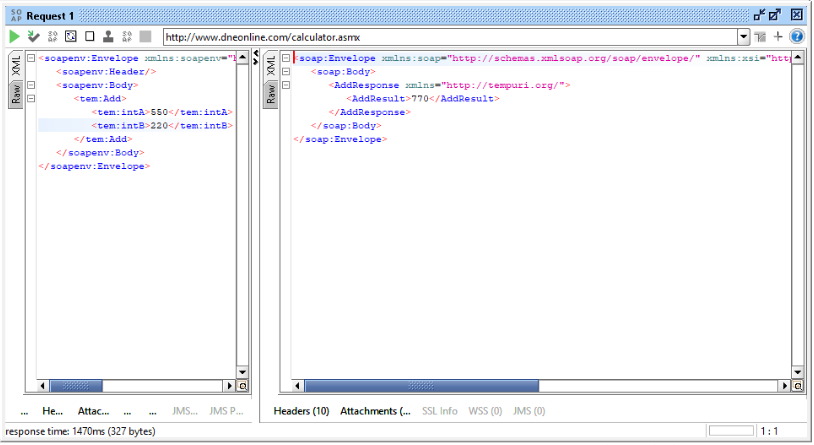 SO AP Request 1
http://www.dneonline.com/calculator.asmx
XML
Raw
<soapenv:Envelope xmlns:soapenv="h
<soapenv:Header/>
<soapenv:Body>
<tem:Add>
<tem:intA>550</tem:intA>
<tem:intB>220</tem:intB>
</tem:Add>
</soapenv:Body>
</soapenv:Envelope>
XML
Raw
<soap:Envelope xmlns:soap="http://schemas.xmlsoap.org/soap/envelope/" xmlns:xsi="http
<soap:Body>
<AddResponse xmlns="http://tempuri.org/">
<AddResult>770</AddResult>
</AddResponse>
</soap:Body>
</soap:Envelope>
... He... Attac... ... ... JMS... JMS P...
Headers (10) Attachments (... SSL Info WSS (0) JMS (0)
response time: 1470ms (327 bytes)
1 : 1